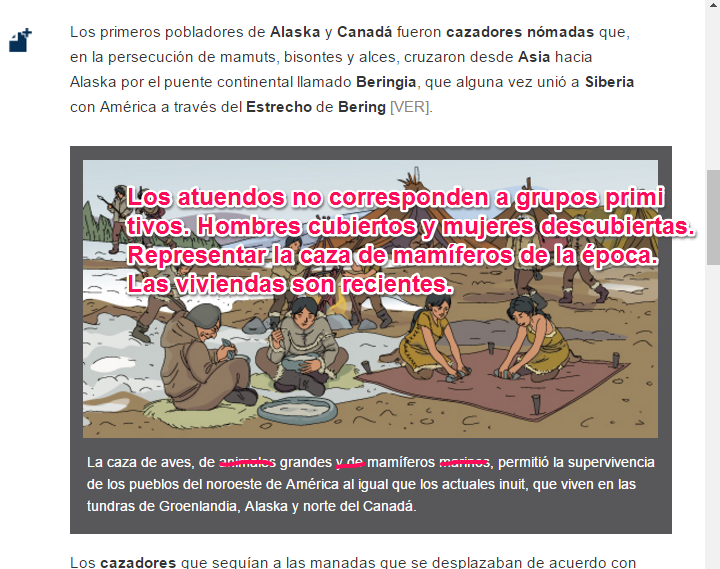 Los primeros pobladores de Alaska y Canadá fueron cazadores nómadas que,
en la persecución de mamuts, bisontes y alces, cruzaron desde Asia hacia
Alaska por el puente continental llamado Beringia, que alguna vez unió a Siberia
con América a través del Estrecho de Bering [VER].
Los atuendos no corresponden a grupos primi
tivos. Hombres cubiertos y mujeres descubiertas.
Representar la caza de mamíferos de la época.
Las viviendas son recientes.
La caza de aves, de animales grandes y de mamíferos marinos, permitió la supervivencia
de los pueblos del noroeste de América al igual que los actuales inuit, que viven en las
tundras de Groenlandia, Alaska y norte del Canadá.
Los cazadores que seguían a las manadas que se desplazaban de acuerdo con